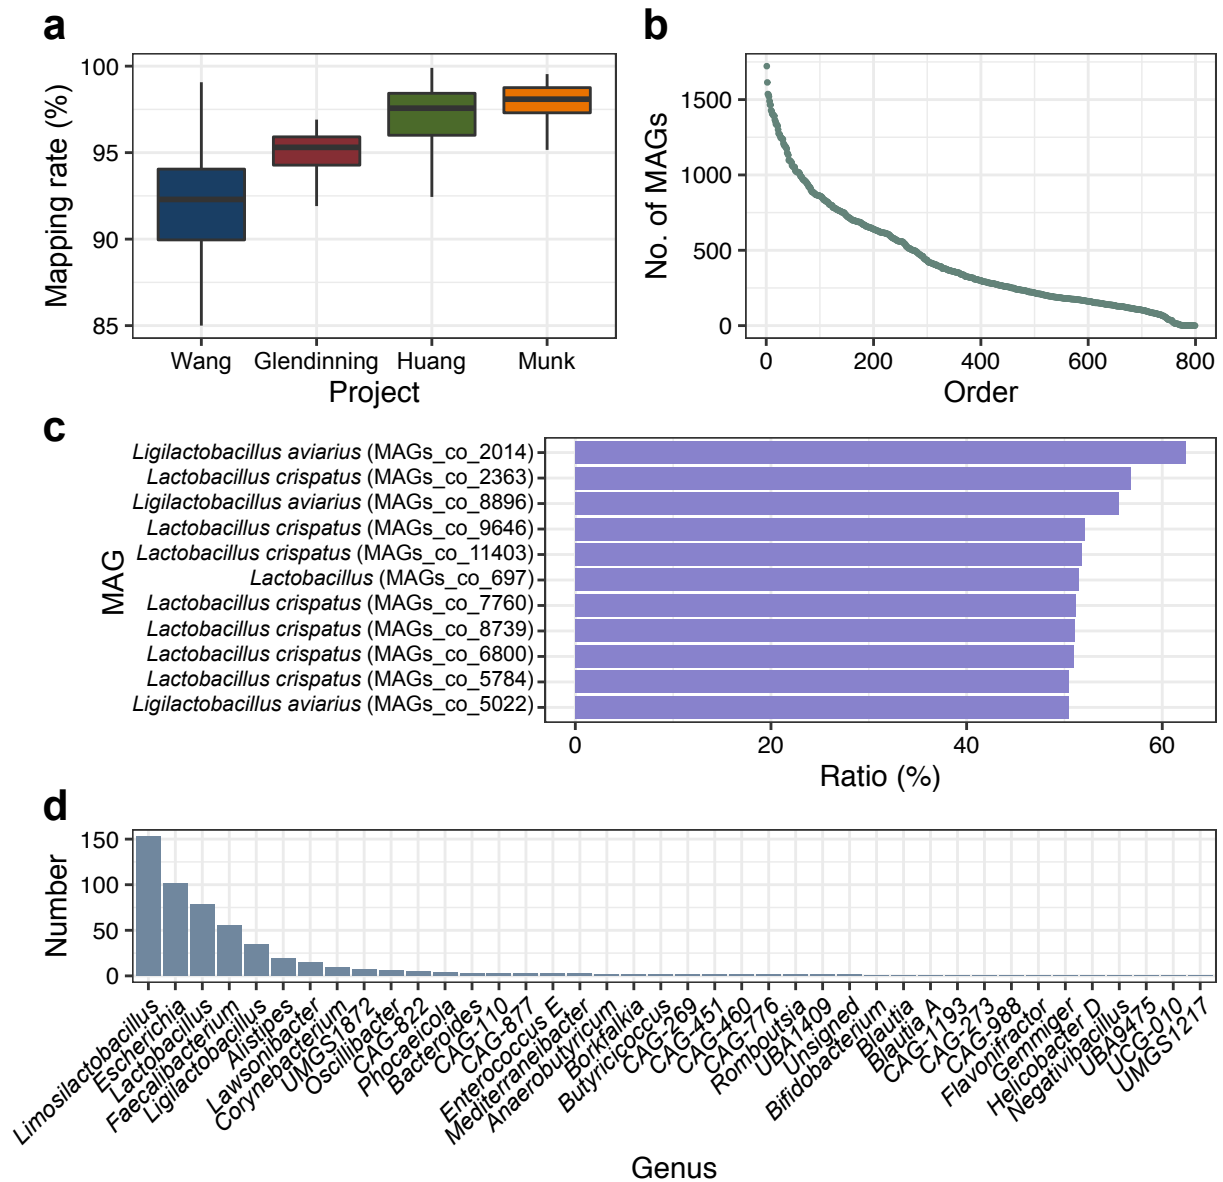 a
100
95
90
85
Mapping rate (%)
Wang
Glendinning
Huang
Munk
Project
b
1500
1000
500
0
No. of MAGs
0
200
400
600
800
Order
c
MAG
Ligilactobacillus aviarius (MAGs_co_2014)
Lactobacillus crispatus (MAGs_co_2363)
Ligilactobacillus aviarius (MAGs_co_8896)
Lactobacillus crispatus (MAGs_co_9646)
Lactobacillus crispatus (MAGs_co_11403)
Lactobacillus (MAGs_co_697)
Lactobacillus crispatus (MAGs_co_7760)
Lactobacillus crispatus (MAGs_co_8739)
Lactobacillus crispatus (MAGs_co_6800)
Lactobacillus crispatus (MAGs_co_5784)
Ligilactobacillus aviarius (MAGs_co_5022)
0
20
40
60
Ratio (%)
d
150
100
50
0
Number
Limosilactobacillus
Escherichia
Lactobacillus
Faecalibacterium
Ligilactobacillus
Alistipes
Lawsonibacter
Corynebacterium
UMGS1872
Oscillibacter
CAG-822
Phocaeicola
Bacteroides
CAG-110
CAG-877
Enterococcus E
Mediterraneibacter
Anaerobutyricum
Borkfalkia
Butyricicoccus
CAG-269
CAG-451
CAG-460
CAG-776
Romboutsia
UBA1409
Unsigned
Bifidobacterium
Blautia
Blautia A
CAG-1193
CAG-273
CAG-988
Flavonifractor
Gemmiger
Helicobacter D
Negativibacillus
UBA9475
UCG-010
UMGS1217
Genus